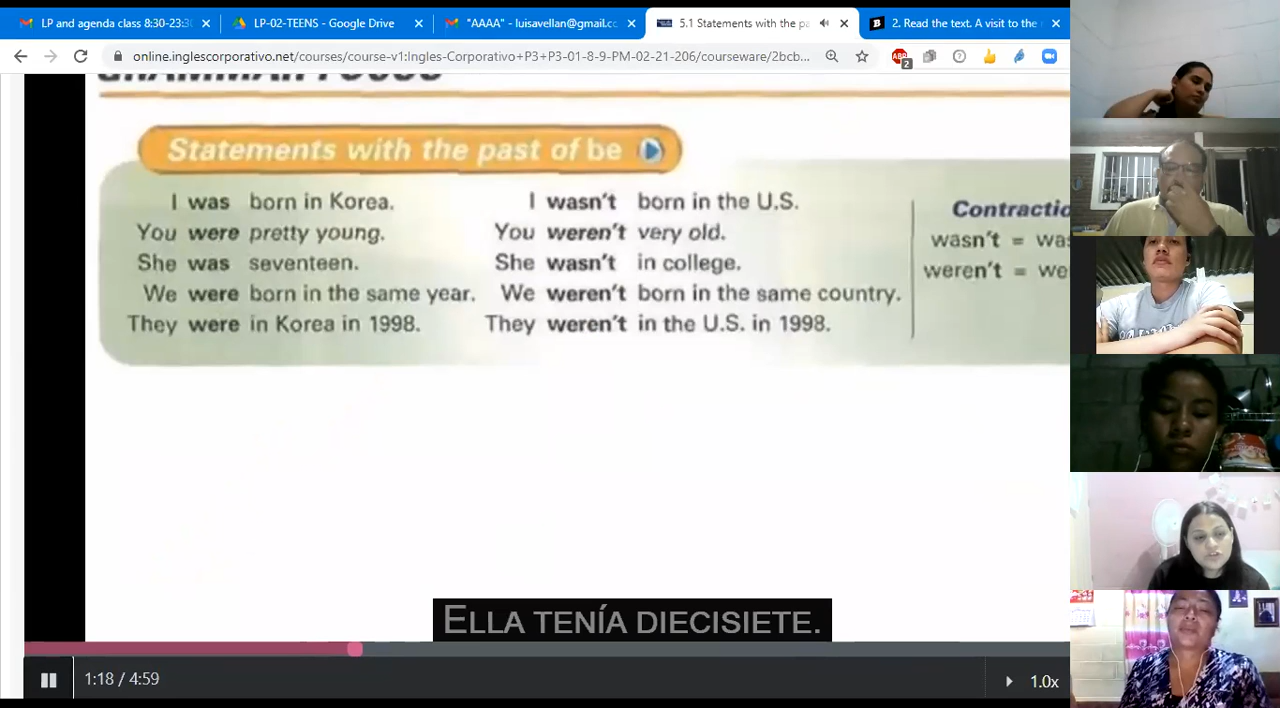 LP and agenda class 8:30-23:3
LP-02-TEENS - Google Drive
"AAAA" - luisavellan@gmail.cc
5.1 Statements with the pa
2. Read the text. A visit to the
online.inglescorporativo.net/courses/course-v1:Ingles-Corporativo+P3+P3-01-8-9-PM-02-21-206/courseware/2bcb...
ABP
2
GRAMMAR FOCUS
Statements with the past of be
I was born in Korea.
You were pretty young.
She was seventeen.
We were born in the same year.
They were in Korea in 1998.
I wasn't born in the U.S.
You weren't very old.
She wasn't in college.
We weren't born in the same country.
They weren't in the U.S. in 1998.
Contractio
wasn't = wa
weren't = we
ELLA TENÍA DIECISIETE.
1:18 / 4:59
1.0x